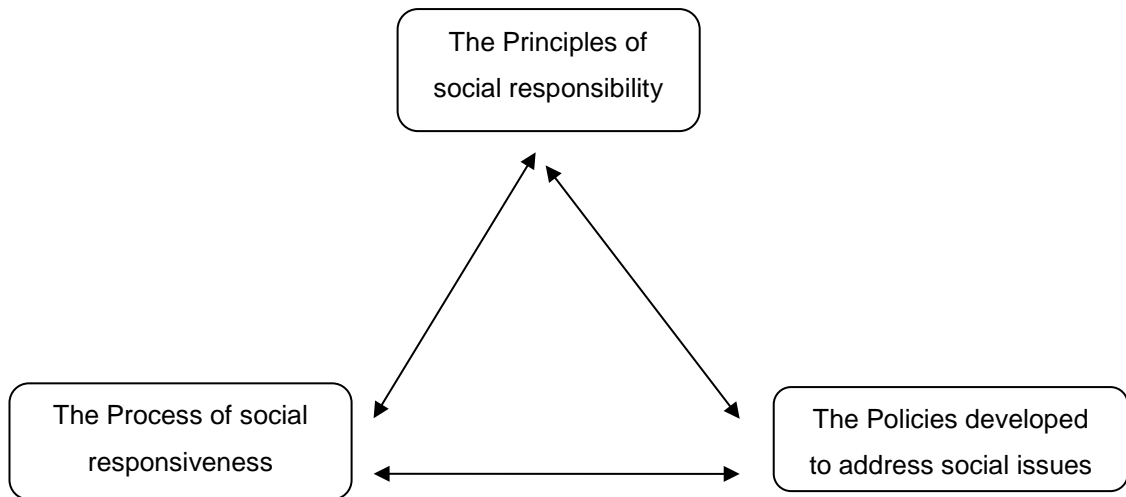 The Principles of
social responsibility
The Process of social
responsiveness
The Policies developed
to address social issues